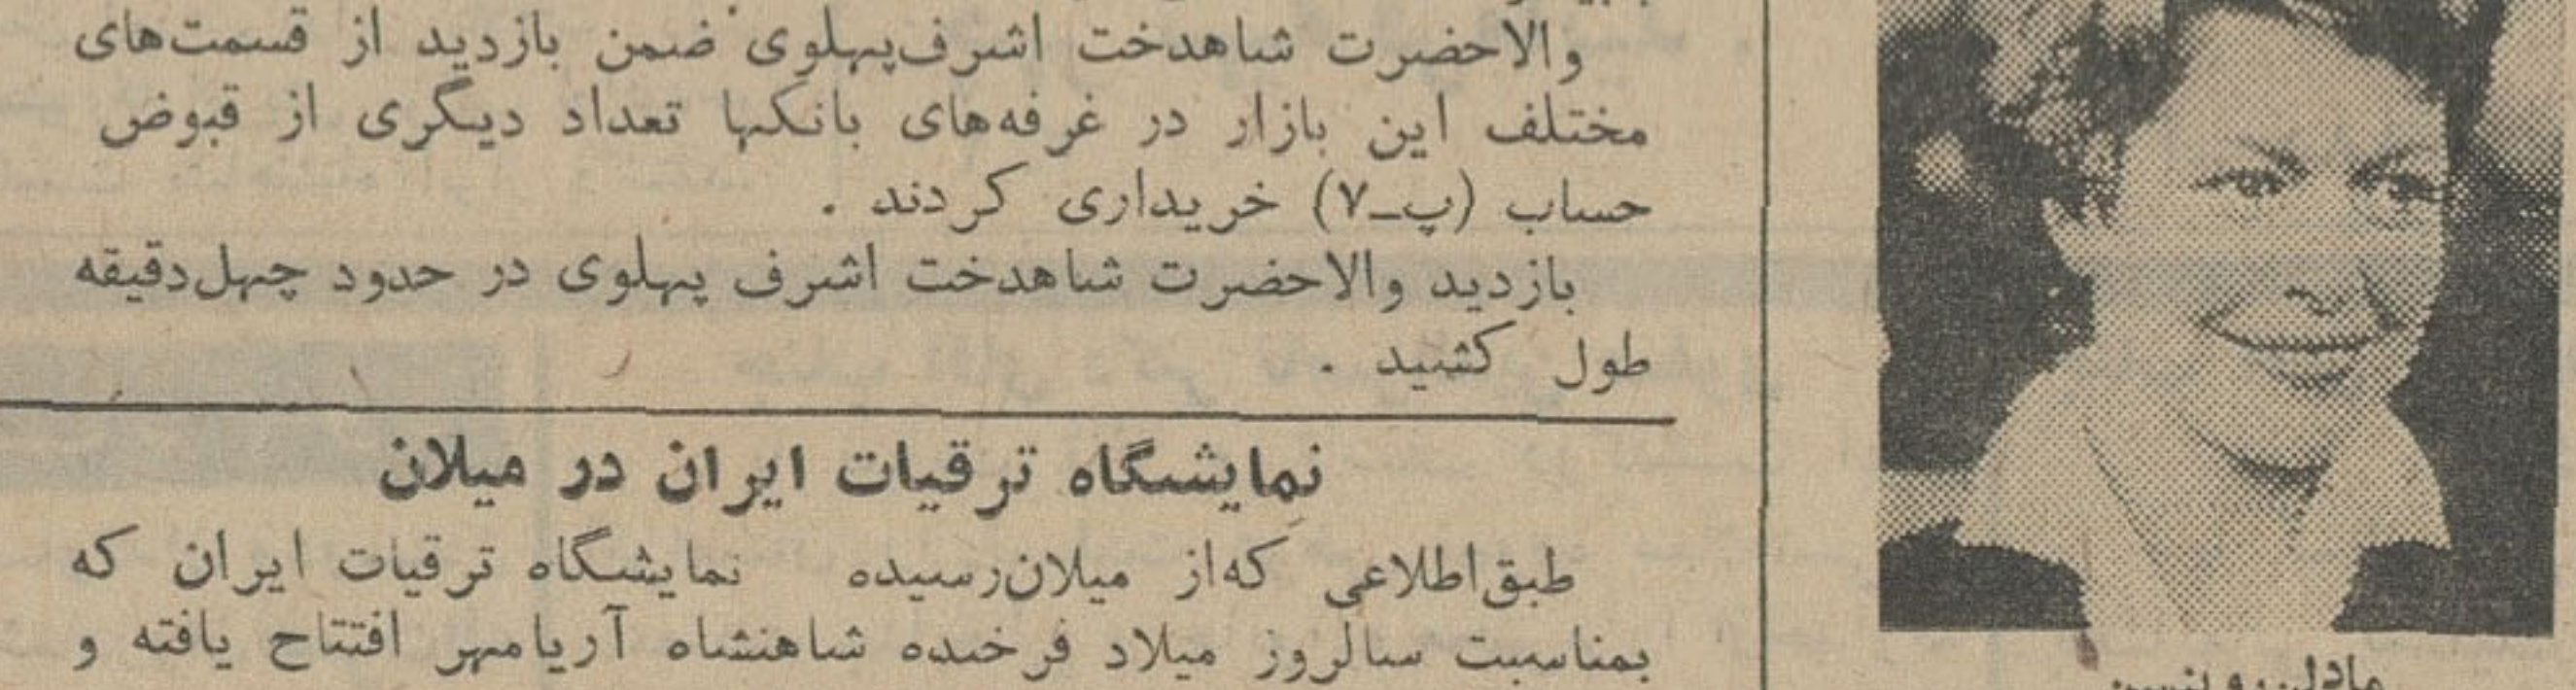 والاحضرت شاهدخت اشرف‌پهلوی ضمن بازدید از قسمت‌های
مختلف این بازار در غرفه‌های بانکها تعداد دیگری از قبوض
حساب (پ_۷) خریداری کردند .
بازدید والاحضرت شاهدخت اشرف پهلوی در حدود چهل‌دقیقه
طول کشید .
نمایشگاه ترقیات ایران در میلان
طبق‌اطلاعی که‌از میلان‌رسیده نمایشگاه ترقیات ایران که
بمناسبت سالروز میلاد فرخنده شاهنشاه آریامهر افتتاح یافته و